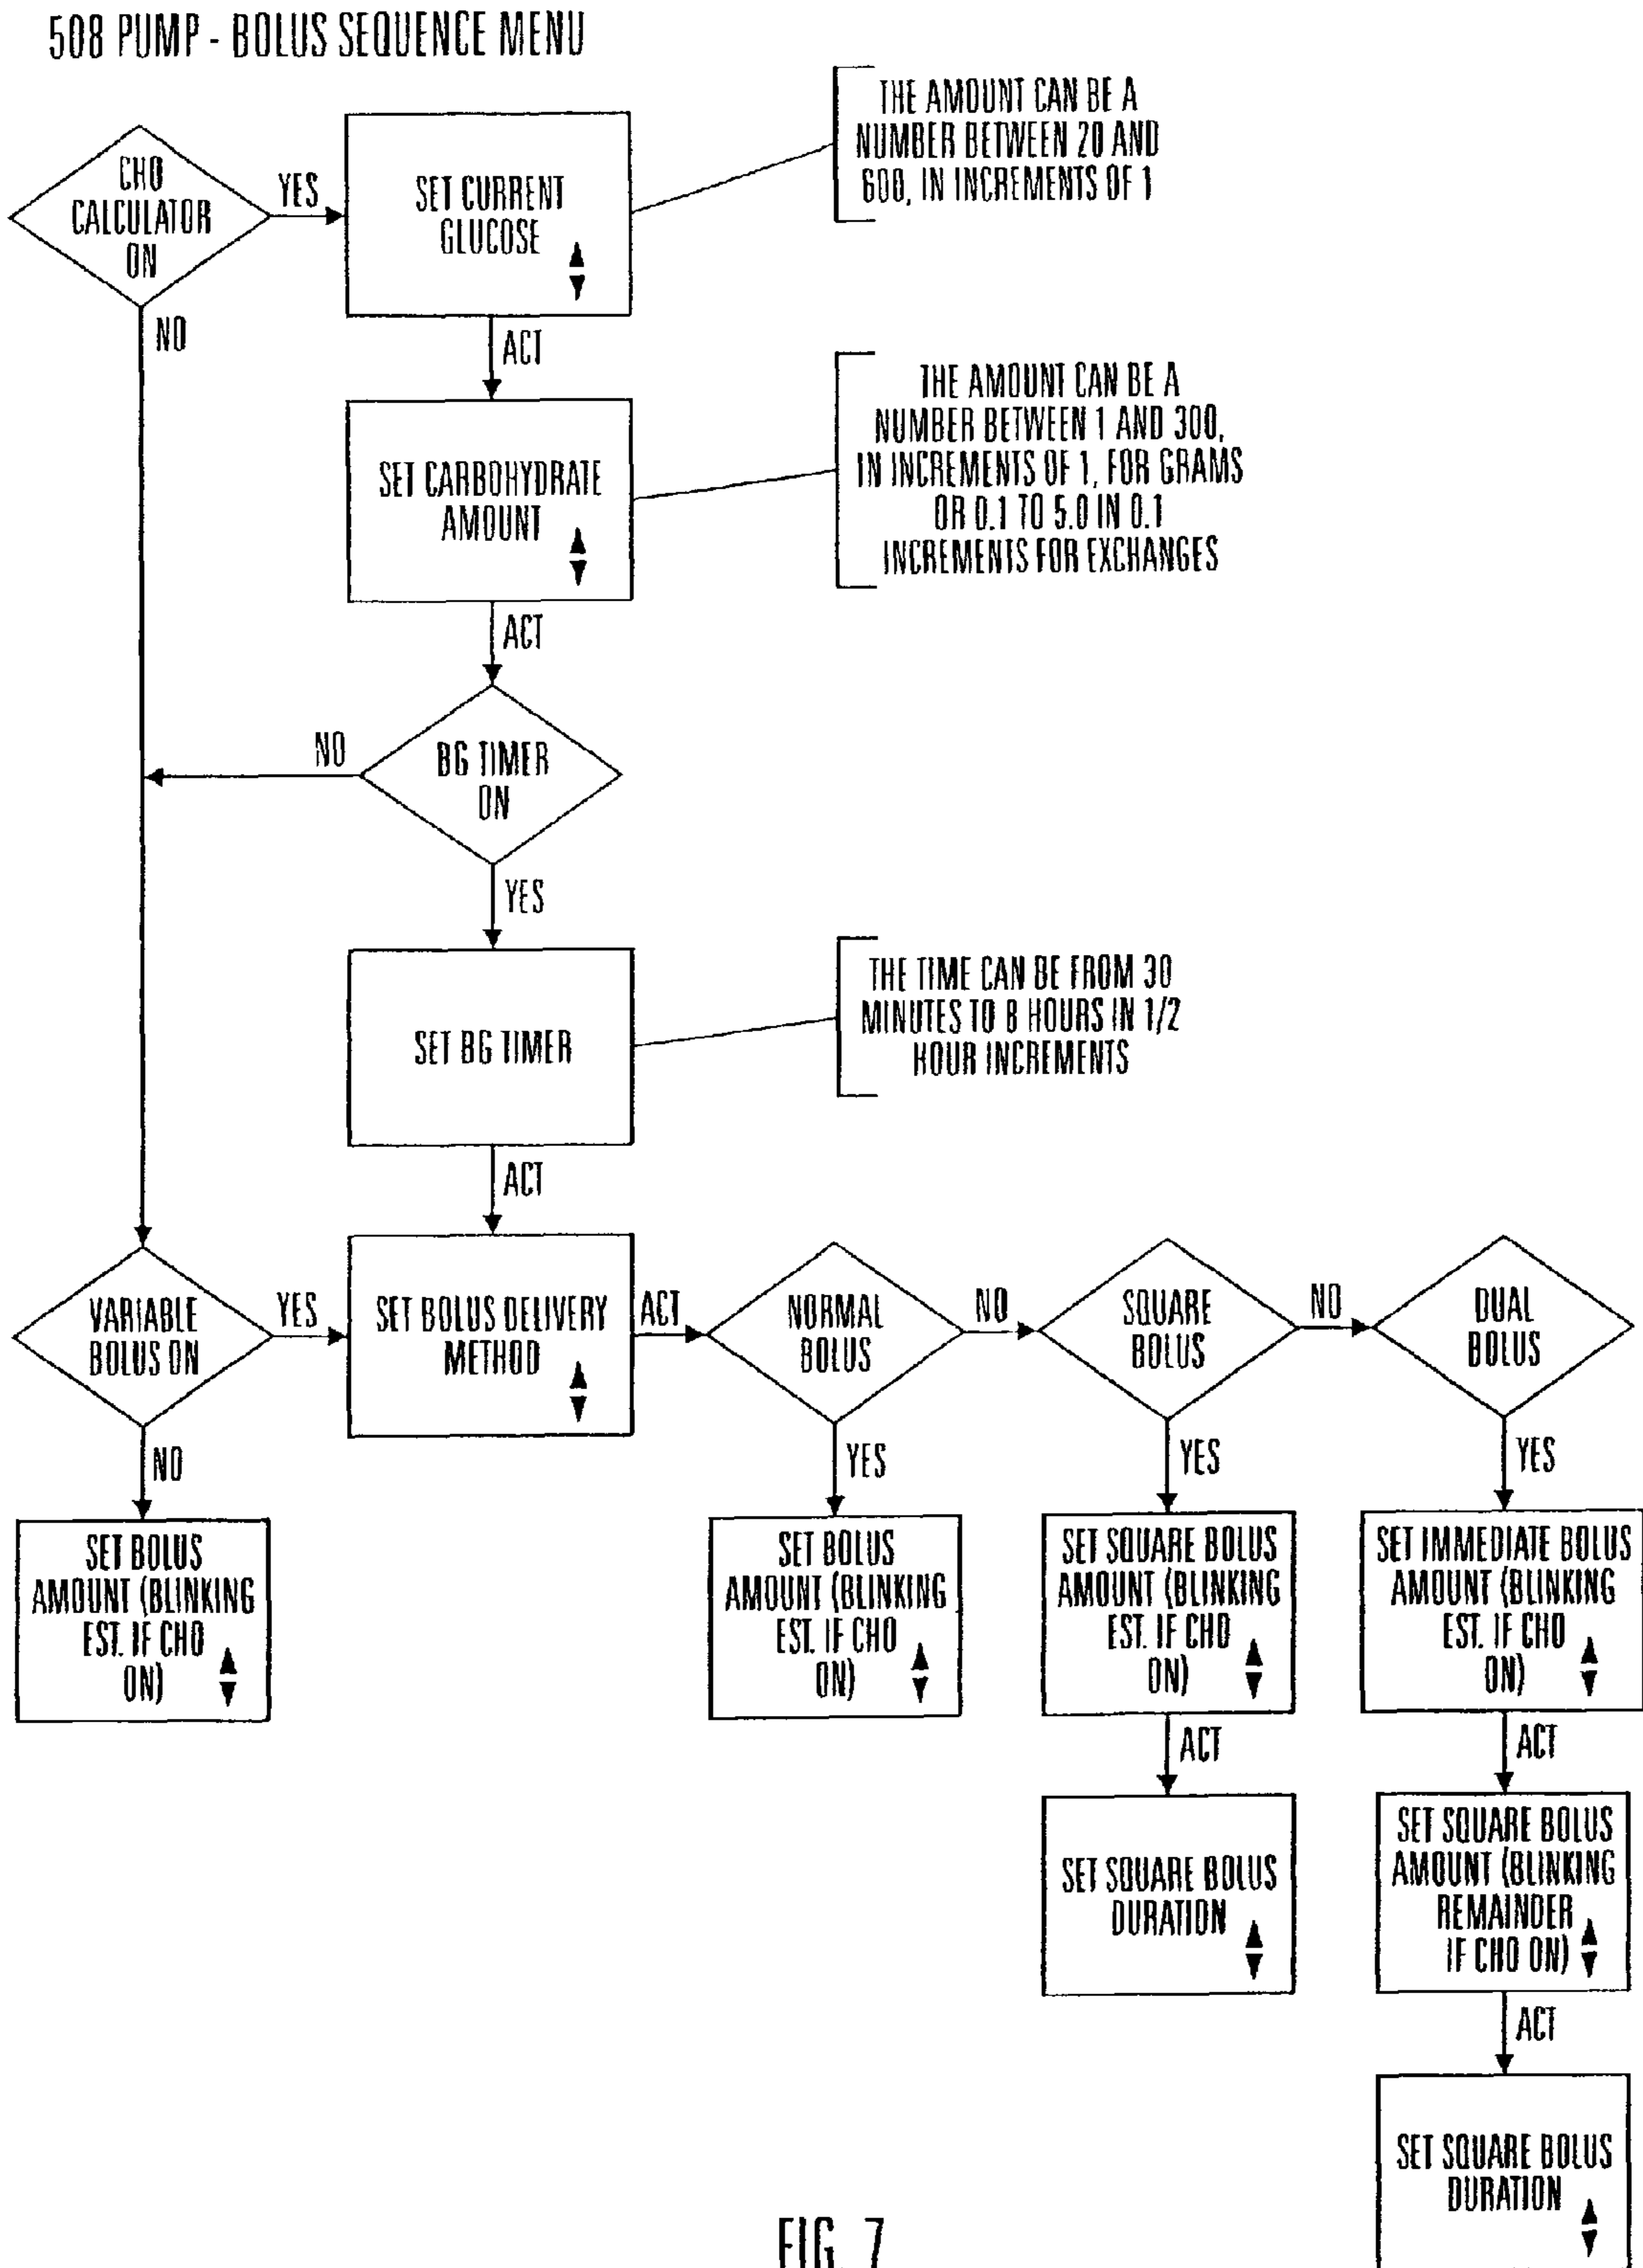 508 PUMP - BOLUS SEQUENCE MENU
CHO
CALCULATOR
ON
YES
SET CURRENT
GLUCOSE
THE AMOUNT CAN BE A
NUMBER BETWEEN 20 AND
600, IN INCREMENTS OF 1
NO
ACT
SET CARBOHYDRATE
AMOUNT
THE AMOUNT CAN BE A
NUMBER BETWEEN 1 AND 300,
IN INCREMENTS OF 1, FOR GRAMS
OR 0.1 TO 5.0 IN 0.1
INCREMENTS FOR EXCHANGES
ACT
BG TIMER
ON
NO
YES
SET BG TIMER
THE TIME CAN BE FROM 30
MINUTES TO 8 HOURS IN 1/2
HOUR INCREMENTS
ACT
VARIABLE
BOLUS ON
YES
SET BOLUS DELIVERY
METHOD
ACT
NORMAL
BOLUS
NO
SQUARE
BOLUS
NO
DUAL
BOLUS
NO
YES
YES
YES
SET BOLUS
AMOUNT (BLINKING
EST. IF CHO
ON)
SET BOLUS
AMOUNT (BLINKING
EST. IF CHO
ON)
SET SQUARE BOLUS
AMOUNT (BLINKING
EST. IF CHO
ON)
SET IMMEDIATE BOLUS
AMOUNT (BLINKING
EST. IF CHO
ON)
ACT
ACT
SET SQUARE BOLUS
DURATION
SET SQUARE BOLUS
AMOUNT (BLINKING
REMAINDER
IF CHO ON)
ACT
SET SQUARE BOLUS
DURATION
FIG. 7